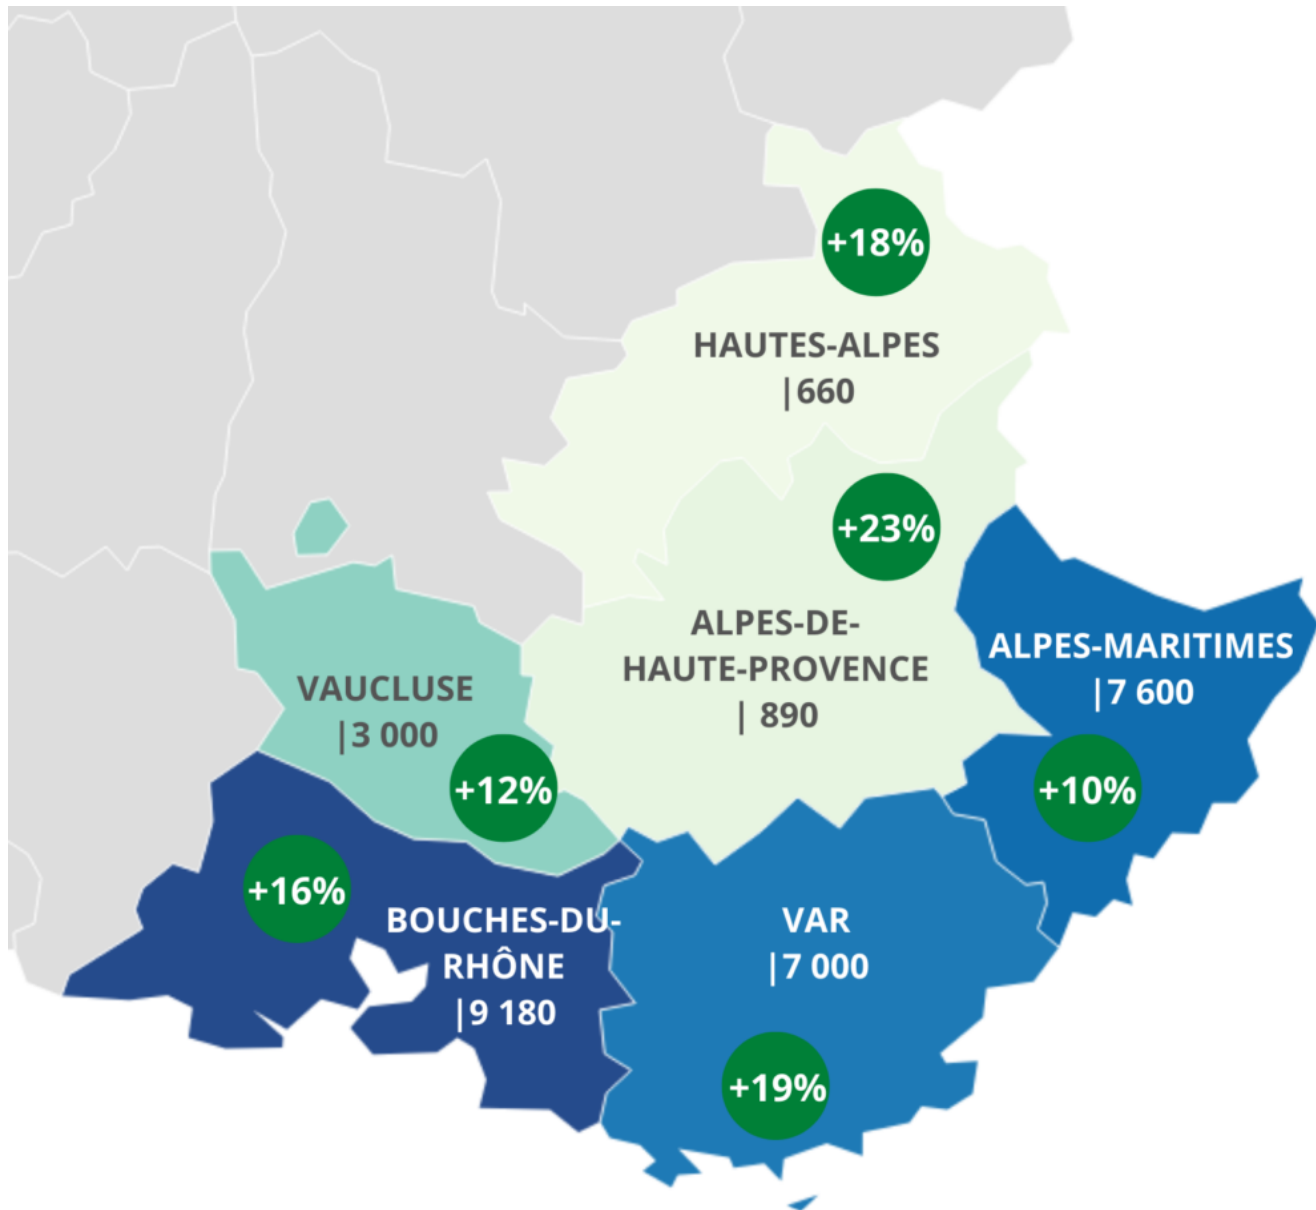 +18%
HAUTES-ALPES
|660
+23%
ALPES-DE-
HAUTE-PROVENCE
| 890
ALPES-MARITIMES
|7 600
+10%
VAUCLUSE
|3 000
+12%
+16%
BOUCHES-DU-
RHÔNE
|9 180
VAR
|7 000
+19%